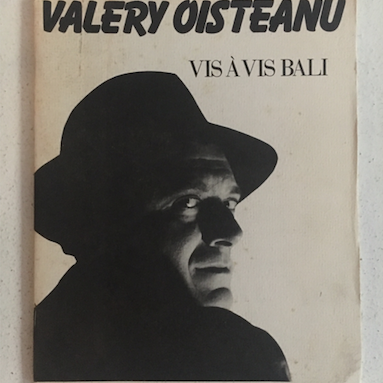 VALERY OISTEANU
VIS À VIS BALI